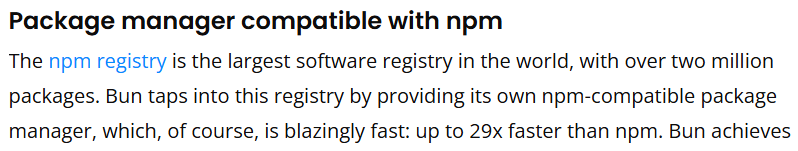 Package manager compatible with npm
The npm registry is the largest software registry in the world, with over two million
packages. Bun taps into this registry by providing its own npm-compatible package
manager, which, of course, is blazingly fast: up to 29x faster than npm. Bun achieves